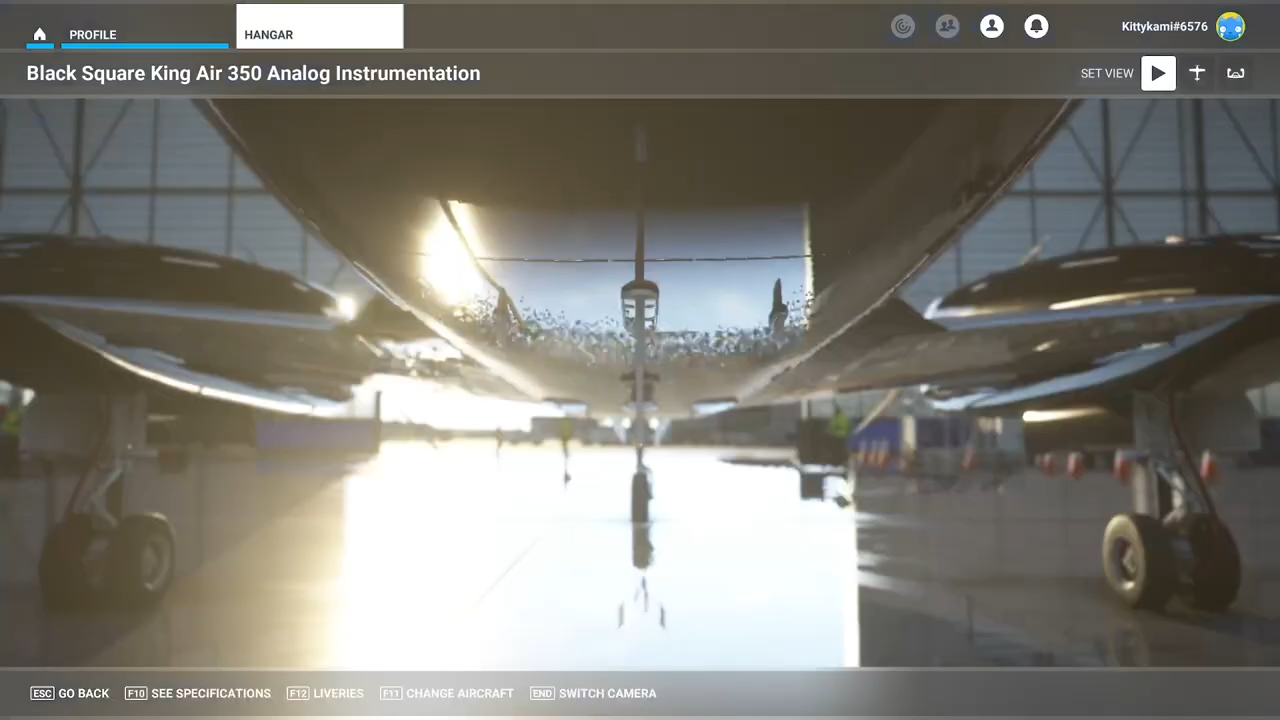 PROFILE
HANGAR
Kittykami#6576
Black Square King Air 350 Analog Instrumentation
SET VIEW
ESC GO BACK
F10 SEE SPECIFICATIONS
F12 LIVERIES
F11 CHANGE AIRCRAFT
END SWITCH CAMERA